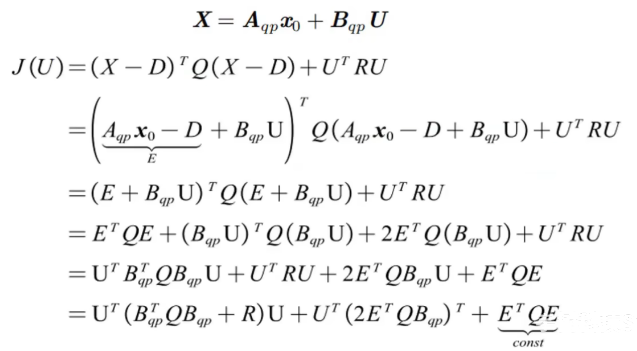 X = A_{qp}x_0 + B_{qp}U
J(U) = (X − D)^T Q(X − D) + U^T RU
= (\underbrace{A_{qp}x_0 − D}_{E} + B_{qp}U)^T Q(A_{qp}x_0 − D + B_{qp}U) + U^T RU
= (E + B_{qp}U)^T Q(E + B_{qp}U) + U^T RU
= E^T QE + (B_{qp}U)^T Q(B_{qp}U) + 2E^T Q(B_{qp}U) + U^T RU
= U^T B_{qp}^T QB_{qp}U + U^T RU + 2E^T QB_{qp}U + E^T QE
= U^T(B_{qp}^T QB_{qp} + R)U + U^T(2E^T QB_{qp})^T + \underbrace{E^T QE}_{const}